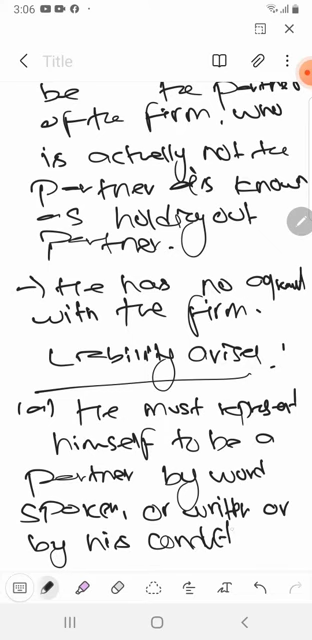 3:06
Title
be the partner
of the firm, who
is actually not the
Partner is known
as holding out
Partner.
→ He has no
with the firm.
Liability arise!
(a) He must represent
himself to be a
partner by word
spoken, or written or
by his